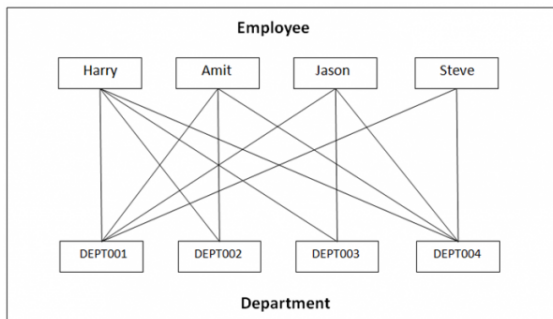 Employee
Harry Amit Jason Steve
DEPT001 DEPT002 DEPT003 DEPT004
Department